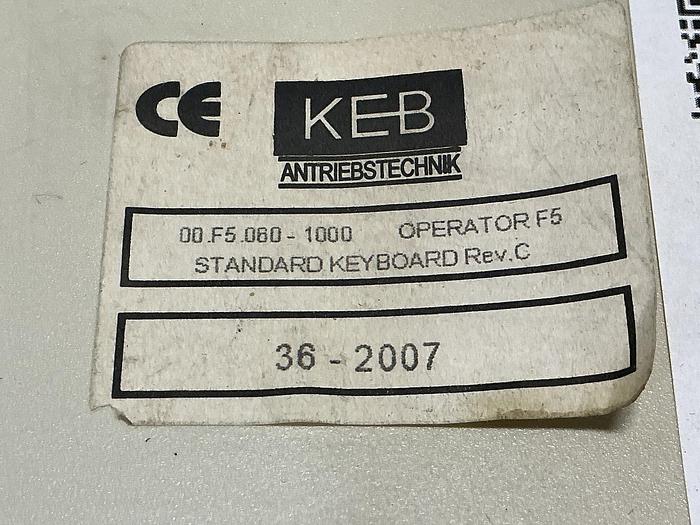 CE
KEB
ANTRIEBSTECHNIK
00.F5.060-1000 OPERATOR F5
STANDARD KEYBOARD Rev.C
36 - 2007